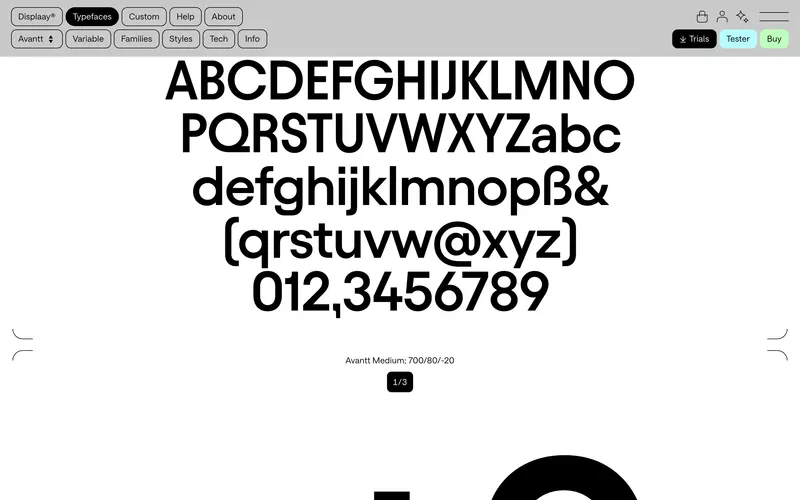 Displaay® Typefaces Custom Help About
Avantt Variable Families Styles Tech Info Trials Tester Buy
ABCDEFGHIJKLMNO
PQRSTUVWXYZabc
defghijklmnopß&
(qrstuvw@xyz)
012,3456789
Avantt Medium; 700/80/-20
1/3